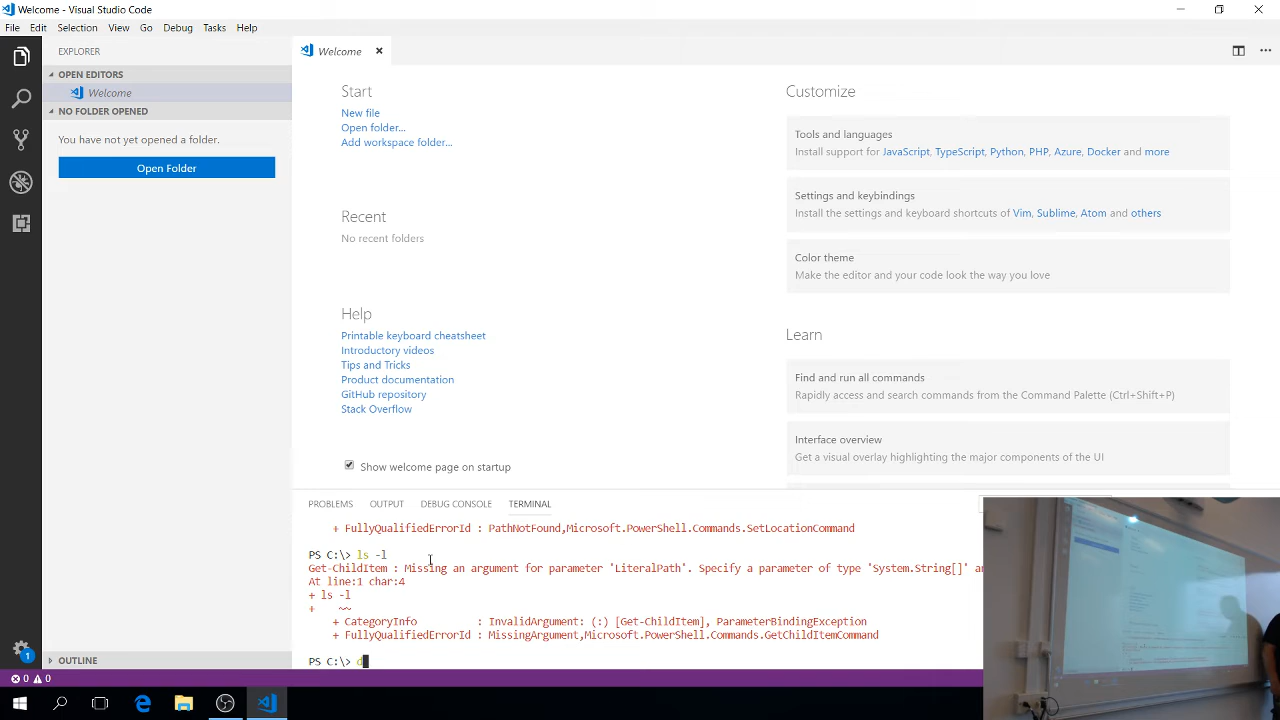 Welcome - Visual Studio Code
File Edit Selection View Go Debug Tasks Help
EXPLORER
OPEN EDITORS
Welcome
NO FOLDER OPENED
You have not yet opened a folder.
Open Folder
OUTLINE
Welcome
Start
New file
Open folder...
Add workspace folder...
Recent
No recent folders
Help
Printable keyboard cheatsheet
Introductory videos
Tips and Tricks
Product documentation
GitHub repository
Stack Overflow
Show welcome page on startup
Customize
Tools and languages
Install support for JavaScript, TypeScript, Python, PHP, Azure, Docker and more
Settings and keybindings
Install the settings and keyboard shortcuts of Vim, Sublime, Atom and others
Color theme
Make the editor and your code look the way you love
Learn
Find and run all commands
Rapidly access and search commands from the Command Palette (Ctrl+Shift+P)
Interface overview
Get a visual overlay highlighting the major components of the UI
PROBLEMS OUTPUT DEBUG CONSOLE TERMINAL
+ FullyQualifiedErrorId : PathNotFound,Microsoft.PowerShell.Commands.SetLocationCommand
PS C:\> ls -l
Get-ChildItem : Missing an argument for parameter 'LiteralPath'. Specify a parameter of type 'System.String[]' an
At line:1 char:4
+ ls -l
+ ~~
+ CategoryInfo : InvalidArgument: (:) [Get-ChildItem], ParameterBindingException
+ FullyQualifiedErrorId : MissingArgument,Microsoft.PowerShell.Commands.GetChildItemCommand
PS C:\> d
0 0
1